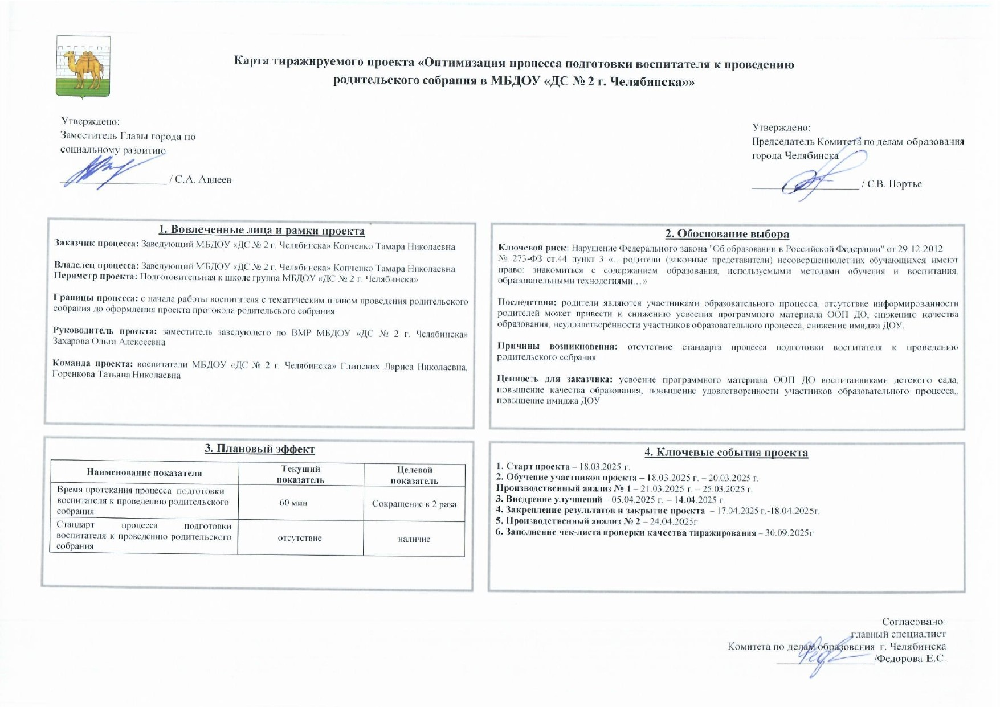 Карта тиражируемого проекта «Оптимизация процесса подготовки воспитателя к проведению
родительского собрания в МБДОУ «ДС № 2 г. Челябинска»»
Утверждено:
Заместитель Главы города по
социальному развитию
/ С.А. Авдеев
Утверждено:
Председатель Комитета по делам образования
города Челябинска
/ С.В. Портье
1. Вовлеченные лица и рамки проекта
Заказчик процесса: Заведующий МБДОУ «ДС № 2 г. Челябинска» Копченко Тамара Николаевна
Владелец процесса: Заведующий МБДОУ «ДС № 2 г. Челябинска» Копченко Тамара Николаевна
Периметр проекта: Подготовительная к школе группа МБДОУ «ДС № 2 г. Челябинска»
Границы процесса: с начала работы воспитателя с тематическим планом проведения родительского
собрания до оформления проекта протокола родительского собрания
Руководитель проекта: заместитель заведующего по ВМР МБДОУ «ДС № 2 г. Челябинска»
Захарова Ольга Алексеевна
Команда проекта: воспитатели МБДОУ «ДС № 2 г. Челябинска» Глинских Лариса Николаевна,
Горенкова Татьяна Николаевна
2. Обоснование выбора
Ключевой риск: Нарушение Федерального закона "Об образовании в Российской Федерации" от 29.12.2012
№ 273-ФЗ ст.44 пункт 3 «…родители (законные представители) несовершеннолетних обучающихся имеют
право: знакомиться с содержанием образования, используемыми методами обучения и воспитания,
образовательными технологиями…»
Последствия: родители являются участниками образовательного процесса, отсутствие информированности
родителей может привести к снижению усвоения программного материала ООП ДО, снижению качества
образования, неудовлетворённости участников образовательного процесса, снижение имиджа ДОУ.
Причины возникновения: отсутствие стандарта процесса подготовки воспитателя к проведению
родительского собрания
Ценность для заказчика: усвоение программного материала ООП ДО воспитанниками детского сада,
повышение качества образования, повышение удовлетворенности участников образовательного процесса,,
повышение имиджа ДОУ
3. Плановый эффект
Наименование показателя
Текущий
показатель
Целевой
показатель
Время протекания процесса подготовки
воспитателя к проведению родительского
собрания
60 мин
Сокращение в 2 раза
Стандарт процесса подготовки
воспитателя к проведению родительского
собрания
отсутствие
наличие
4. Ключевые события проекта
1. Старт проекта – 18.03.2025 г.
2. Обучение участников проекта – 18.03.2025 г. – 20.03.2025 г.
Производственный анализ № 1 – 21.03.2025 г. – 25.03.2025 г.
3. Внедрение улучшений – 05.04.2025 г. – 14.04.2025 г.
4. Закрепление результатов и закрытие проекта – 17.04.2025 г.-18.04.2025г.
5. Производственный анализ № 2 – 24.04.2025г
6. Заполнение чек-листа проверки качества тиражирования – 30.09.2025г
Согласовано:
главный специалист
Комитета по делам образования г. Челябинска
/Федорова Е.С.